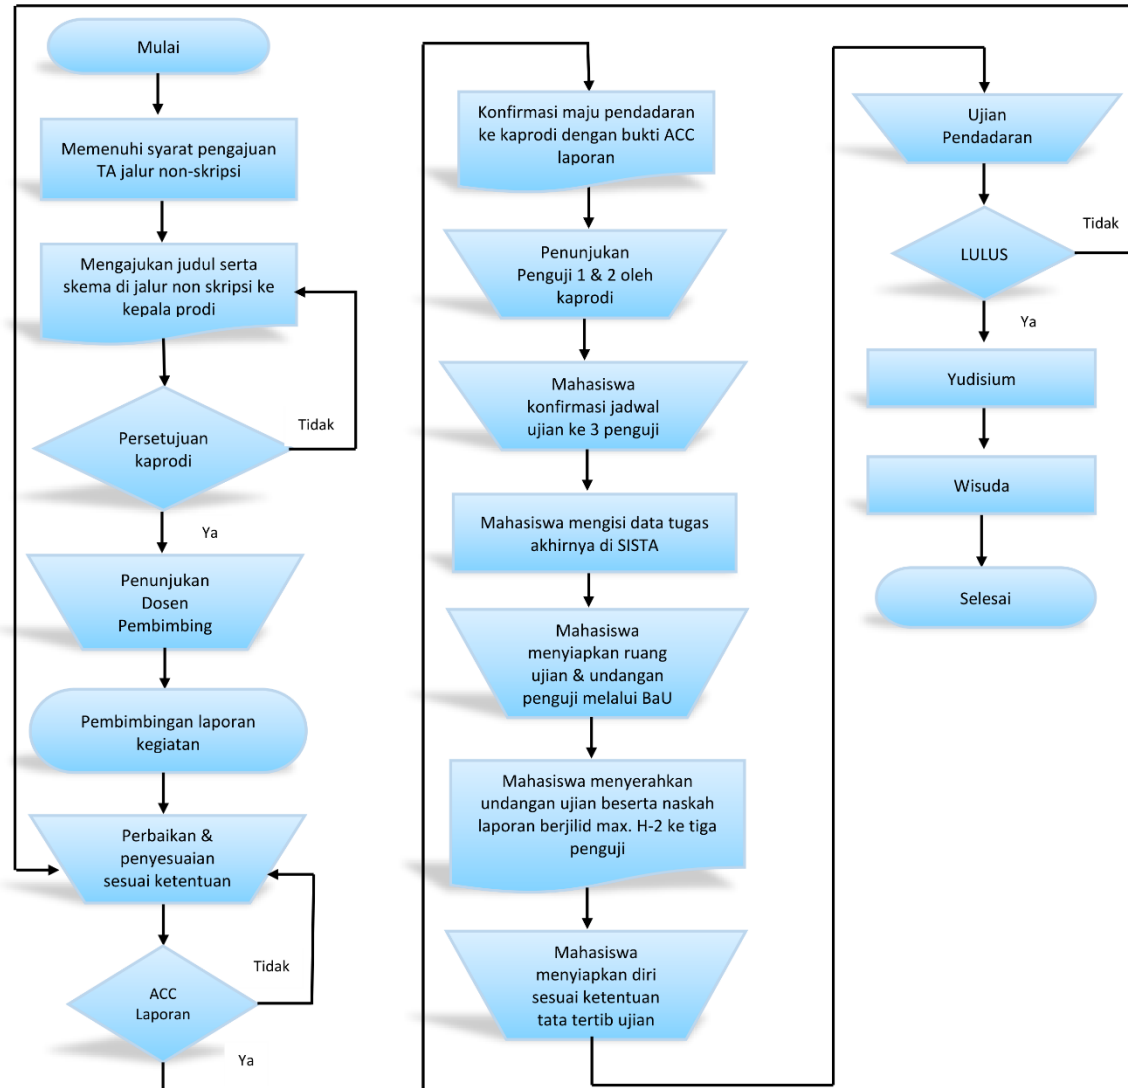 Mulai
Memenuhi syarat pengajuan
TA jalur non-skripsi
Mengajukan judul serta
skema di jalur non skripsi ke
kepala prodi
Persetujuan
kaprodi
Tidak
Ya
Penunjukan
Dosen
Pembimbing
Pembimbingan laporan
kegiatan
Perbaikan &
penyesuaian
sesuai ketentuan
ACC
Laporan
Tidak
Ya
Konfirmasi maju pendadaran
ke kaprodi dengan bukti ACC
laporan
Penunjukan
Penguji 1 & 2 oleh
kaprodi
Mahasiswa
konfirmasi jadwal
ujian ke 3 penguji
Mahasiswa mengisi data tugas
akhirnya di SISTA
Mahasiswa
menyiapkan ruang
ujian & undangan
penguji melalui BaU
Mahasiswa menyerahkan
undangan ujian beserta naskah
laporan berjilid max. H-2 ke tiga
penguji
Mahasiswa
menyiapkan diri
sesuai ketentuan
tata tertib ujian
Ujian
Pendadaran
LULUS
Tidak
Ya
Yudisium
Wisuda
Selesai